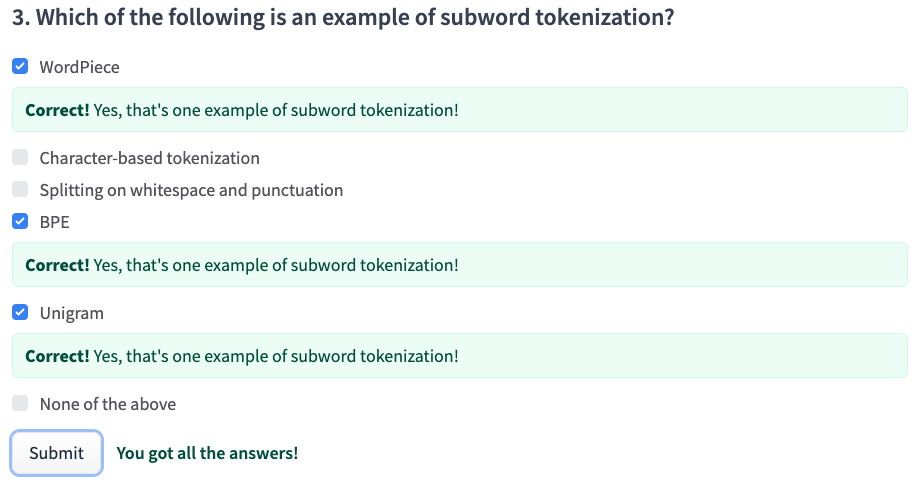 3. Which of the following is an example of subword tokenization?
WordPiece
Correct! Yes, that's one example of subword tokenization!
Character-based tokenization
Splitting on whitespace and punctuation
BPE
Correct! Yes, that's one example of subword tokenization!
Unigram
Correct! Yes, that's one example of subword tokenization!
None of the above
Submit You got all the answers!